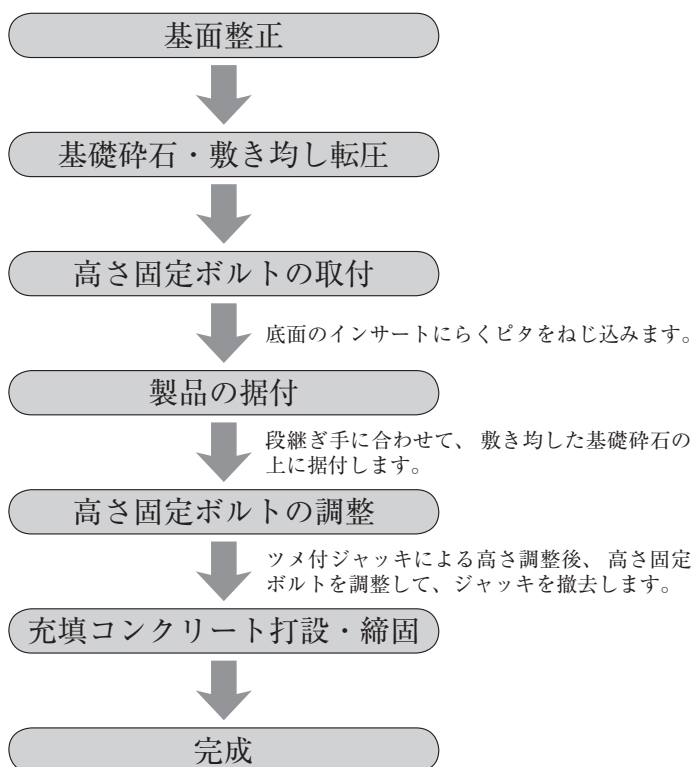 基面整正
基礎砕石・敷き均し転圧
高さ固定ボルトの取付
底面のインサートにらくピタをねじ込みます。
製品の据付
段継ぎ手に合わせて、敷き均した基礎砕石の
上に据付します。
高さ固定ボルトの調整
ツメ付ジャッキによる高さ調整後、高さ固定
ボルトを調整して、ジャッキを撤去します。
充填コンクリート打設・締固
完成